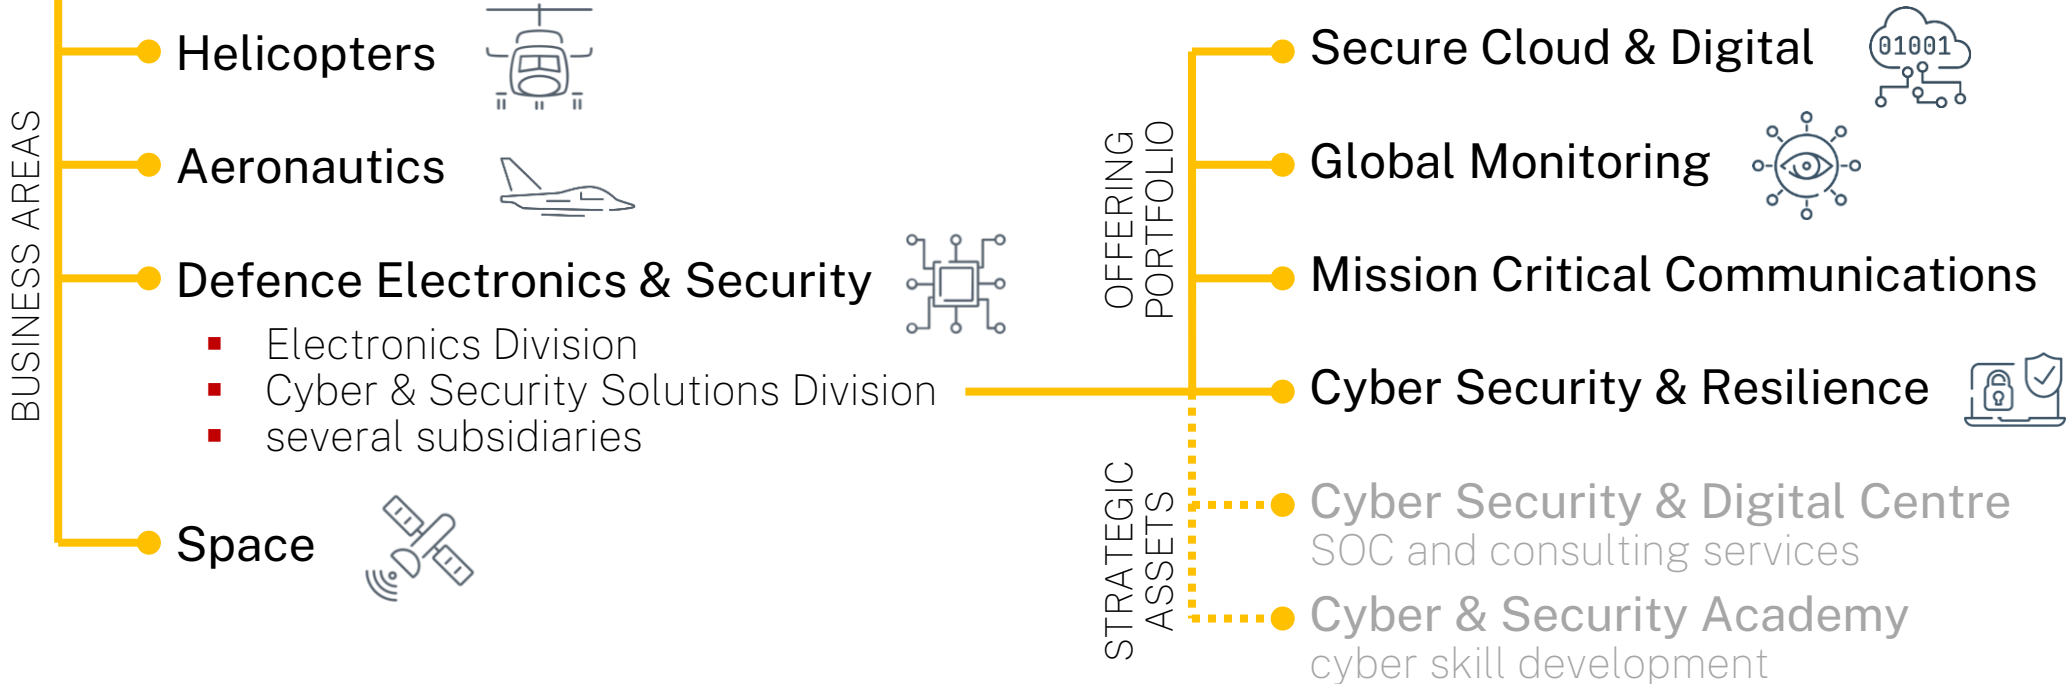 BUSINESS AREAS
Helicopters
Aeronautics
Defence Electronics & Security
Electronics Division
Cyber & Security Solutions Division
several subsidiaries
Space
OFFERING
PORTFOLIO
Secure Cloud & Digital
01001
Global Monitoring
Mission Critical Communications
Cyber Security & Resilience
STRATEGIC
ASSETS
Cyber Security & Digital Centre
SOC and consulting services
Cyber & Security Academy
cyber skill development